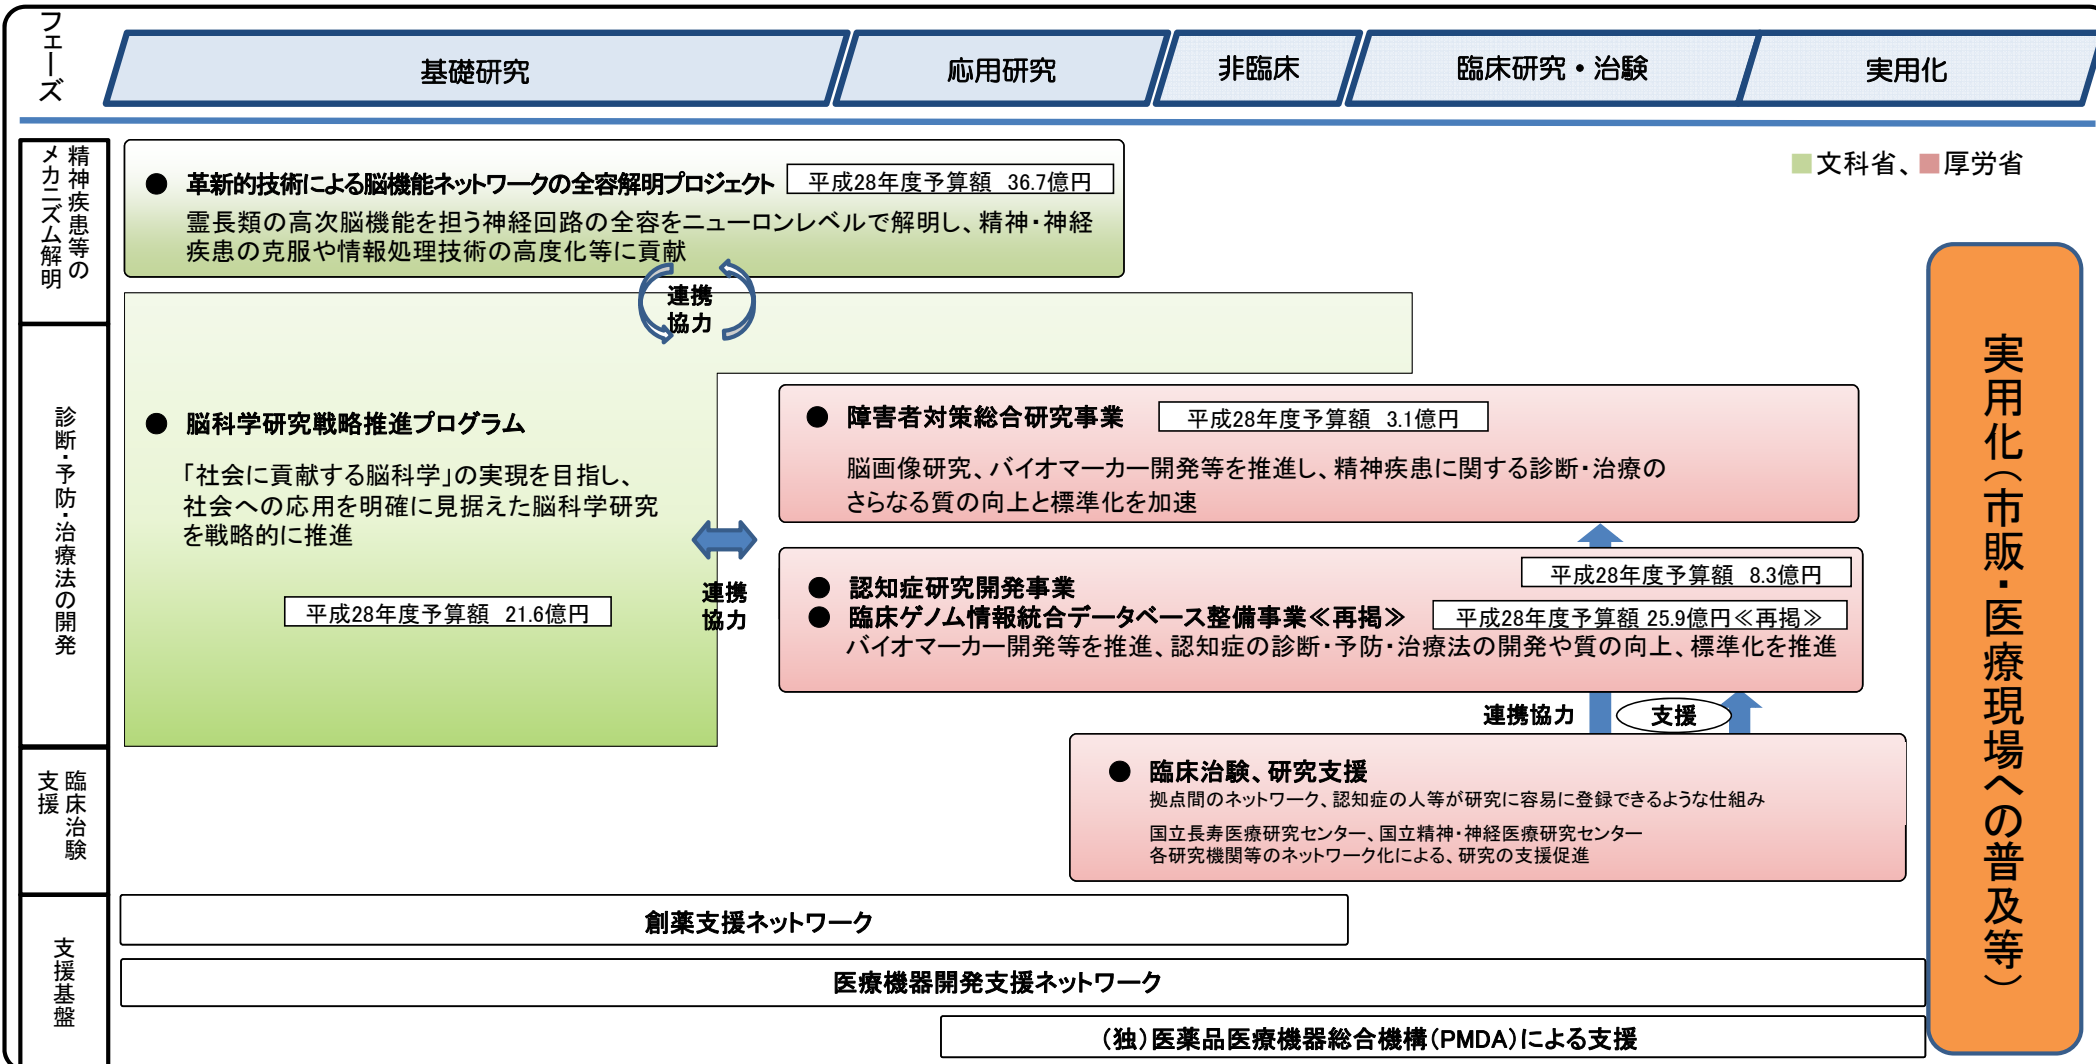 フェーズ
基礎研究
応用研究
非臨床
臨床研究・治験
実用化
■文科省、■厚労省
精神疾患等の
メカニズム解明
● 革新的技術による脳機能ネットワークの全容解明プロジェクト
平成28年度予算額 36.7億円
霊長類の高次脳機能を担う神経回路の全容をニューロンレベルで解明し、精神・神経
疾患の克服や情報処理技術の高度化等に貢献
連携
協力
診断・予防・治療法の開発
● 脳科学研究戦略推進プログラム
「社会に貢献する脳科学」の実現を目指し、
社会への応用を明確に見据えた脳科学研究
を戦略的に推進
平成28年度予算額 21.6億円
連携
協力
● 障害者対策総合研究事業
平成28年度予算額 3.1億円
脳画像研究、バイオマーカー開発等を推進し、精神疾患に関する診断・治療の
さらなる質の向上と標準化を加速
平成28年度予算額 8.3億円
● 認知症研究開発事業
● 臨床ゲノム情報統合データベース整備事業≪再掲≫
平成28年度予算額 25.9億円≪再掲≫
バイオマーカー開発等を推進、認知症の診断・予防・治療法の開発や質の向上、標準化を推進
連携協力
支援
臨床治験
支援
● 臨床治験、研究支援
拠点間のネットワーク、認知症の人等が研究に容易に登録できるような仕組み
国立長寿医療研究センター、国立精神・神経医療研究センター
各研究機関等のネットワーク化による、研究の支援促進
支援基盤
創薬支援ネットワーク
医療機器開発支援ネットワーク
(独)医薬品医療機器総合機構(PMDA)による支援
実用化(市販・医療現場への普及等)